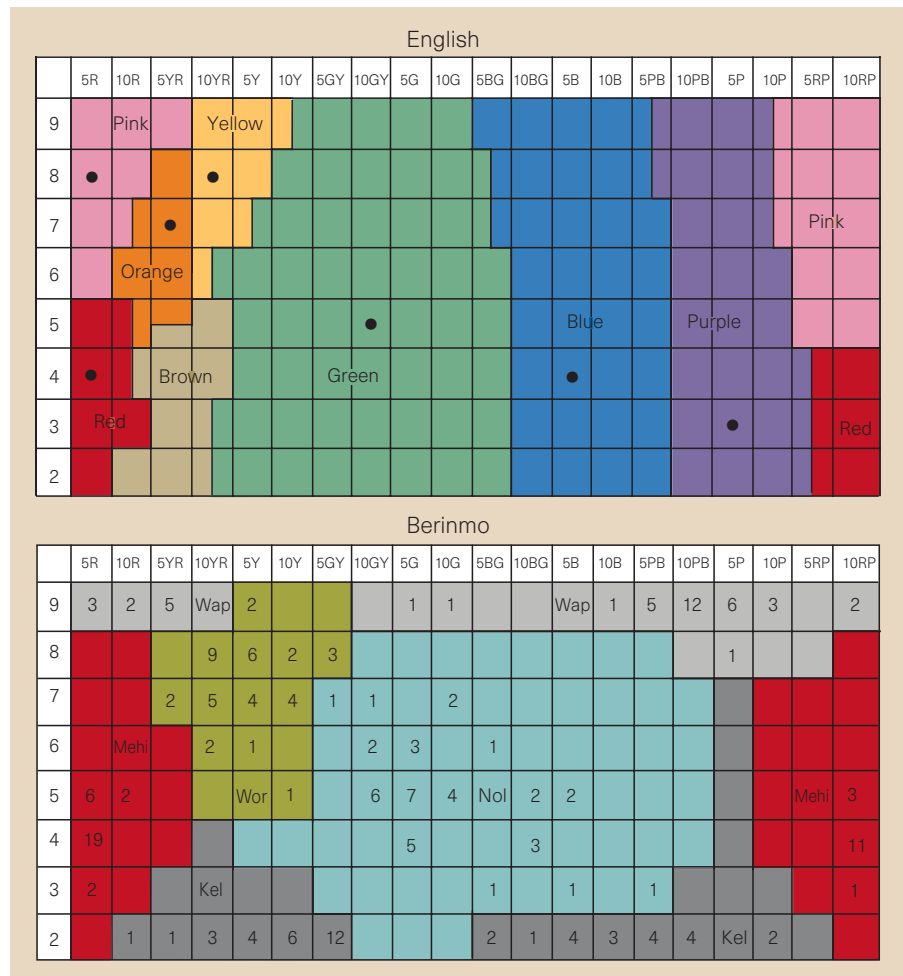 English
5R 10R 5YR 10YR 5Y 10Y 5GY 10GY 5G 10G 5BG 10BG 5B 10B 5PB 10PB 5P 10P 5RP 10RP
9 Pink Yellow
8
7 Pink
6 Orange
5 Blue Purple
4 Brown Green
3 Red Red
2
Berinmo
5R 10R 5YR 10YR 5Y 10Y 5GY 10GY 5G 10G 5BG 10BG 5B 10B 5PB 10PB 5P 10P 5RP 10RP
9 3 2 5 Wap 2 1 1 Wap 1 5 12 6 3 2
8 9 6 2 3 1
7 2 5 4 4 1 1 2
6 Mehi 2 1 2 3 1
5 6 2 Wor 1 6 7 4 Nol 2 2 Mehi 3
4 19 5 3 11
3 2 Kel 1 1 1 1
2 1 1 3 4 6 12 2 1 4 3 4 4 Kel 2